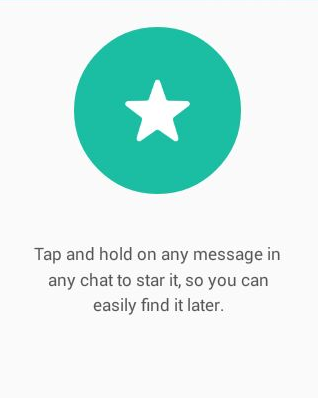 Tap and hold on any message in
any chat to star it, so you can
easily find it later.